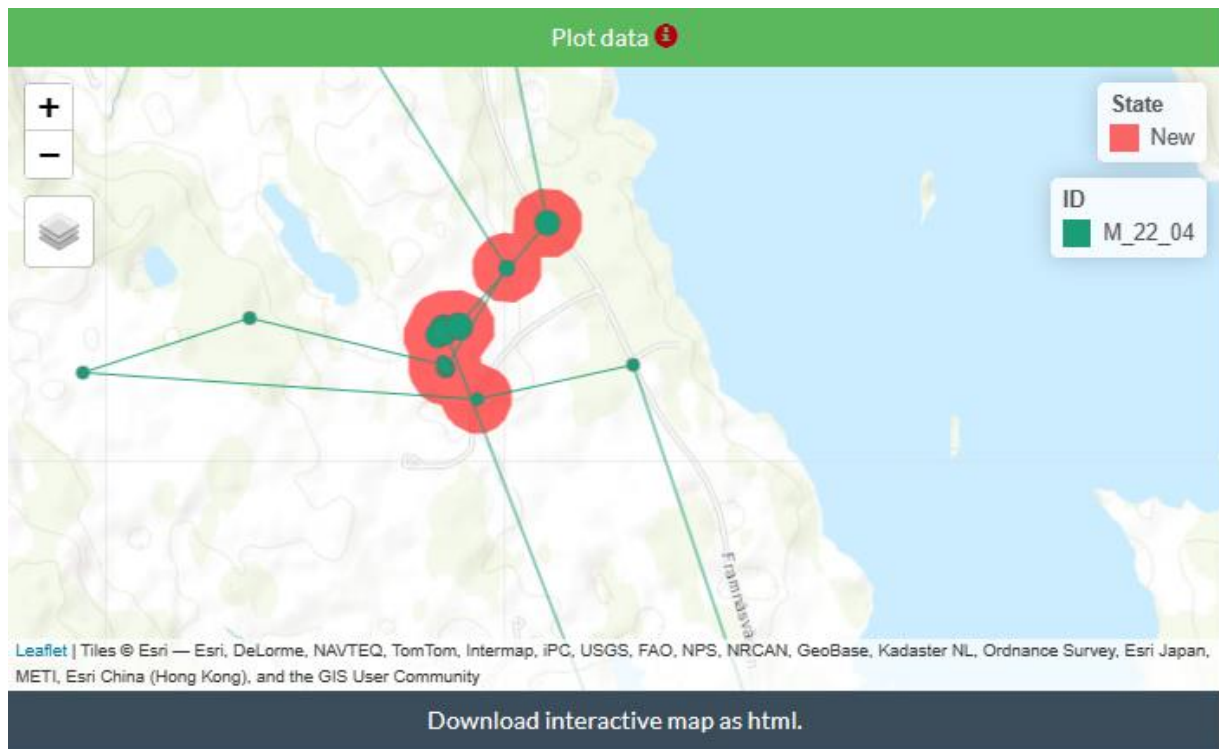 Plot data
+
−
State
New
ID
M_22_04
Framnäsvä
Leaflet | Tiles © Esri — Esri, DeLorme, NAVTEQ, TomTom, Intermap, iPC, USGS, FAO, NPS, NRCAN, GeoBase, Kadaster NL, Ordnance Survey, Esri Japan,
METI, Esri China (Hong Kong), and the GIS User Community
Download interactive map as html.